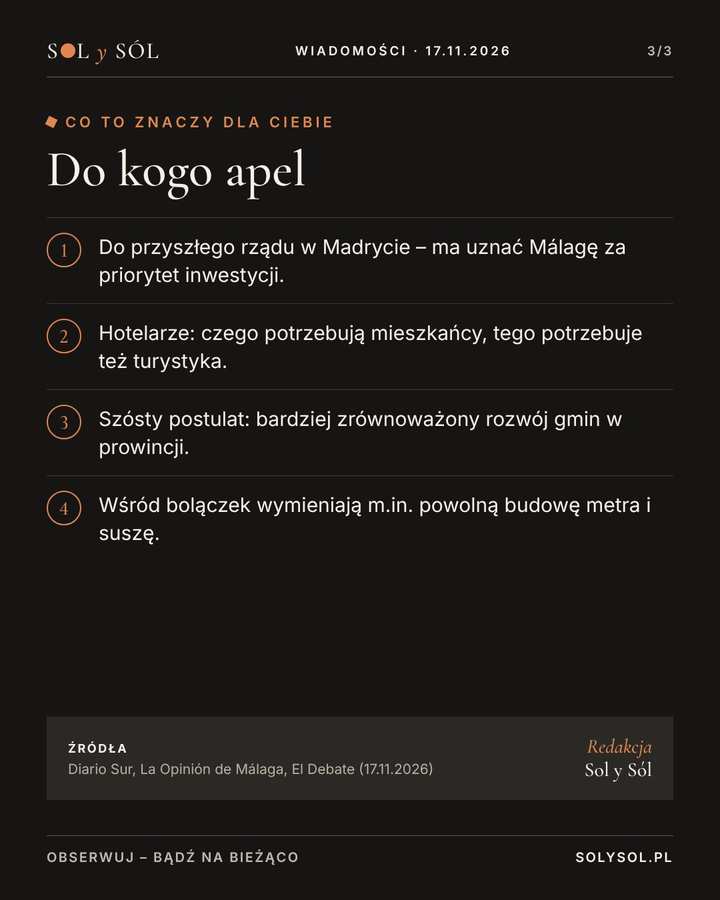 SOL y SÓL
WIADOMOŚCI · 17.11.2026
3/3
CO TO ZNACZY DLA CIEBIE
Do kogo apel
1 Do przyszłego rządu w Madrycie – ma uznać Málagę za
priorytet inwestycji.
2 Hotelarze: czego potrzebują mieszkańcy, tego potrzebuje
też turystyka.
3 Szósty postulat: bardziej zrównoważony rozwój gmin w
prowincji.
4 Wśród bolączek wymieniają m.in. powolną budowę metra i
suszę.
ŹRÓDŁA
Diario Sur, La Opinión de Málaga, El Debate (17.11.2026)
Redakcja
Sol y Sól
OBSERWUJ – BĄDŹ NA BIEŻĄCO
SOLYSOL.PL